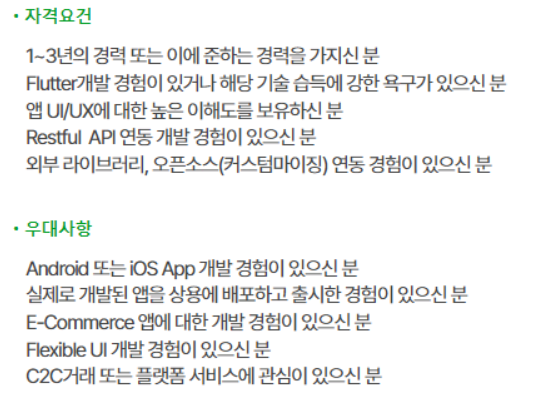 · 자격요건
1~3년의 경력 또는 이에 준하는 경력을 가지신 분
Flutter개발 경험이 있거나 해당 기술 습득에 강한 욕구가 있으신 분
앱 UI/UX에 대한 높은 이해도를 보유하신 분
Restful API 연동 개발 경험이 있으신 분
외부 라이브러리, 오픈소스(커스텀마이징) 연동 경험이 있으신 분
· 우대사항
Android 또는 iOS App 개발 경험이 있으신 분
실제로 개발된 앱을 상용에 배포하고 출시한 경험이 있으신 분
E-Commerce 앱에 대한 개발 경험이 있으신 분
Flexible UI 개발 경험이 있으신 분
C2C거래 또는 플랫폼 서비스에 관심이 있으신 분